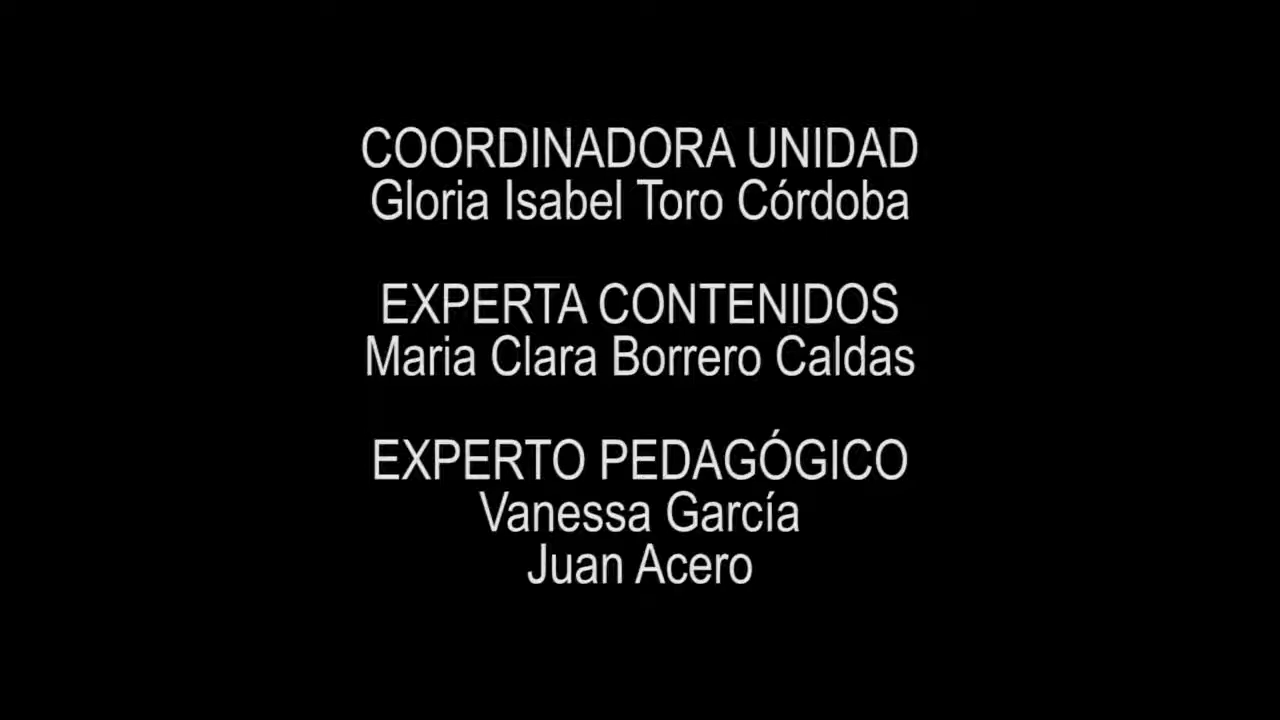 COORDINADORA UNIDAD
Gloria Isabel Toro Córdoba
EXPERTA CONTENIDOS
Maria Clara Borrero Caldas
EXPERTO PEDAGÓGICO
Vanessa García
Juan Acero